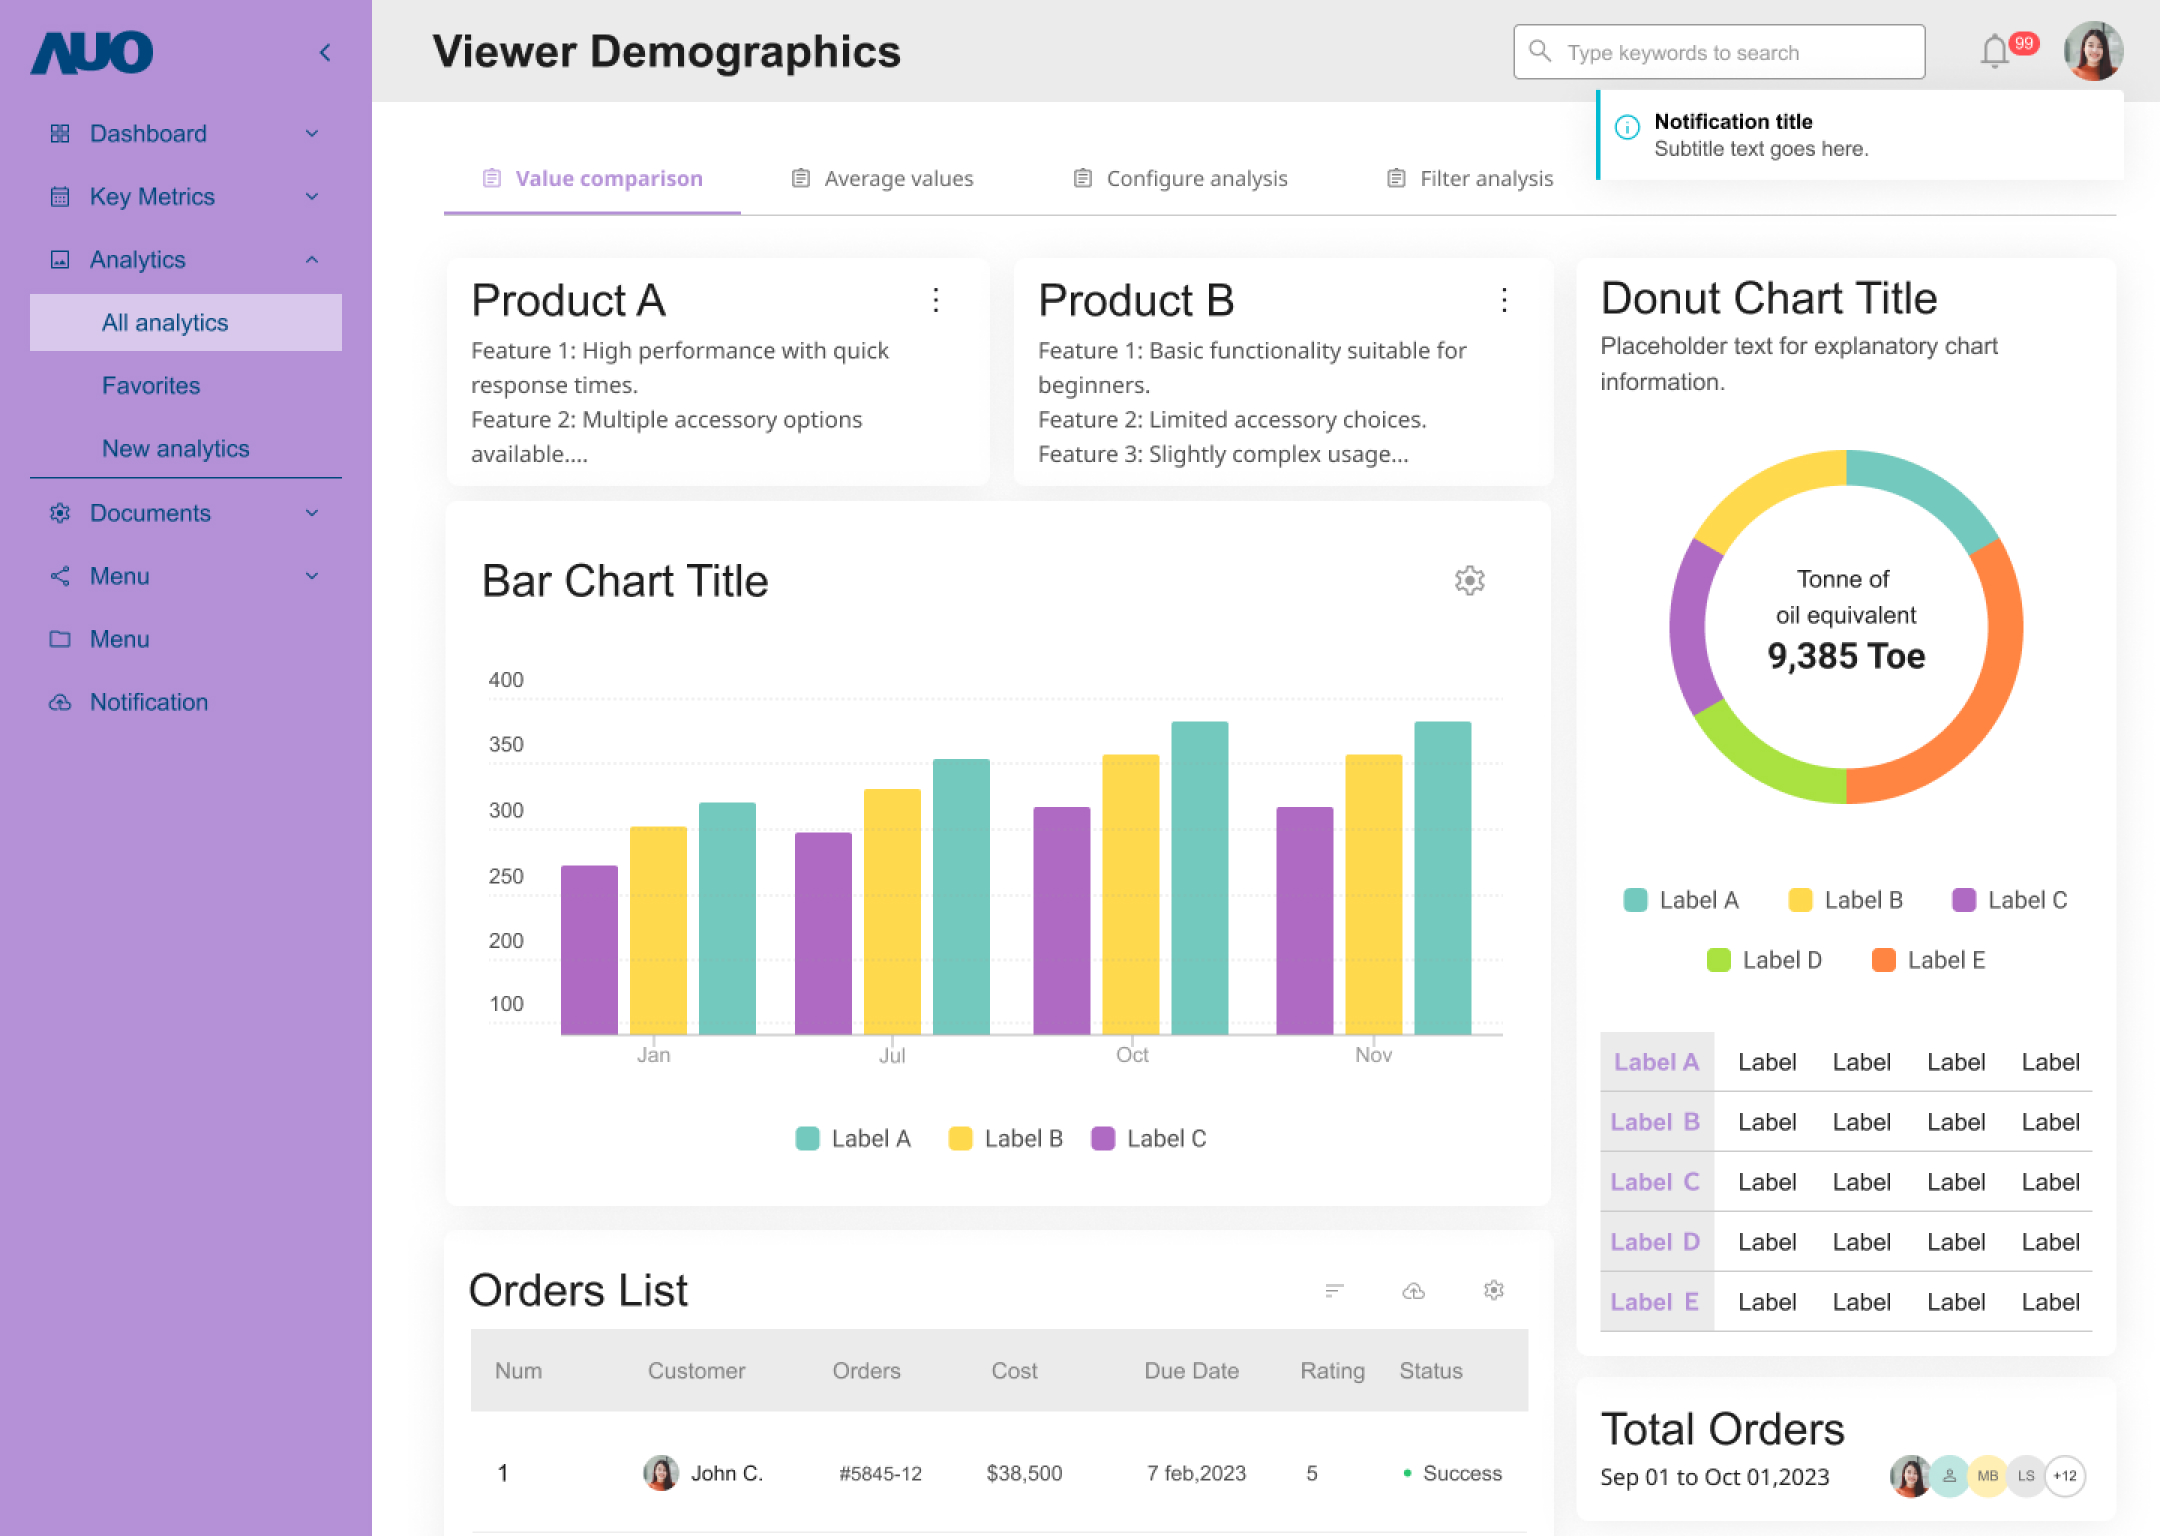 AUO
Dashboard
Key Metrics
Analytics
All analytics
Favorites
New analytics
Documents
Menu
Menu
Notification
Viewer Demographics
Type keywords to search
99
Notification title
Subtitle text goes here.
Value comparison
Average values
Configure analysis
Filter analysis
Product A
Feature 1: High performance with quick
response times.
Feature 2: Multiple accessory options
available....
Product B
Feature 1: Basic functionality suitable for
beginners.
Feature 2: Limited accessory choices.
Feature 3: Slightly complex usage...
Bar Chart Title
400
350
300
250
200
100
Jan Jul Oct Nov
Label A Label B Label C
Donut Chart Title
Placeholder text for explanatory chart
information.
Tonne of
oil equivalent
9,385 Toe
Label A Label B Label C
Label D Label E
Label A Label Label Label Label
Label B Label Label Label Label
Label C Label Label Label Label
Label D Label Label Label Label
Label E Label Label Label Label
Orders List
Num Customer Orders Cost Due Date Rating Status
1 John C. #5845-12 $38,500 7 feb,2023 5 Success
Total Orders
Sep 01 to Oct 01,2023
MB LS +12